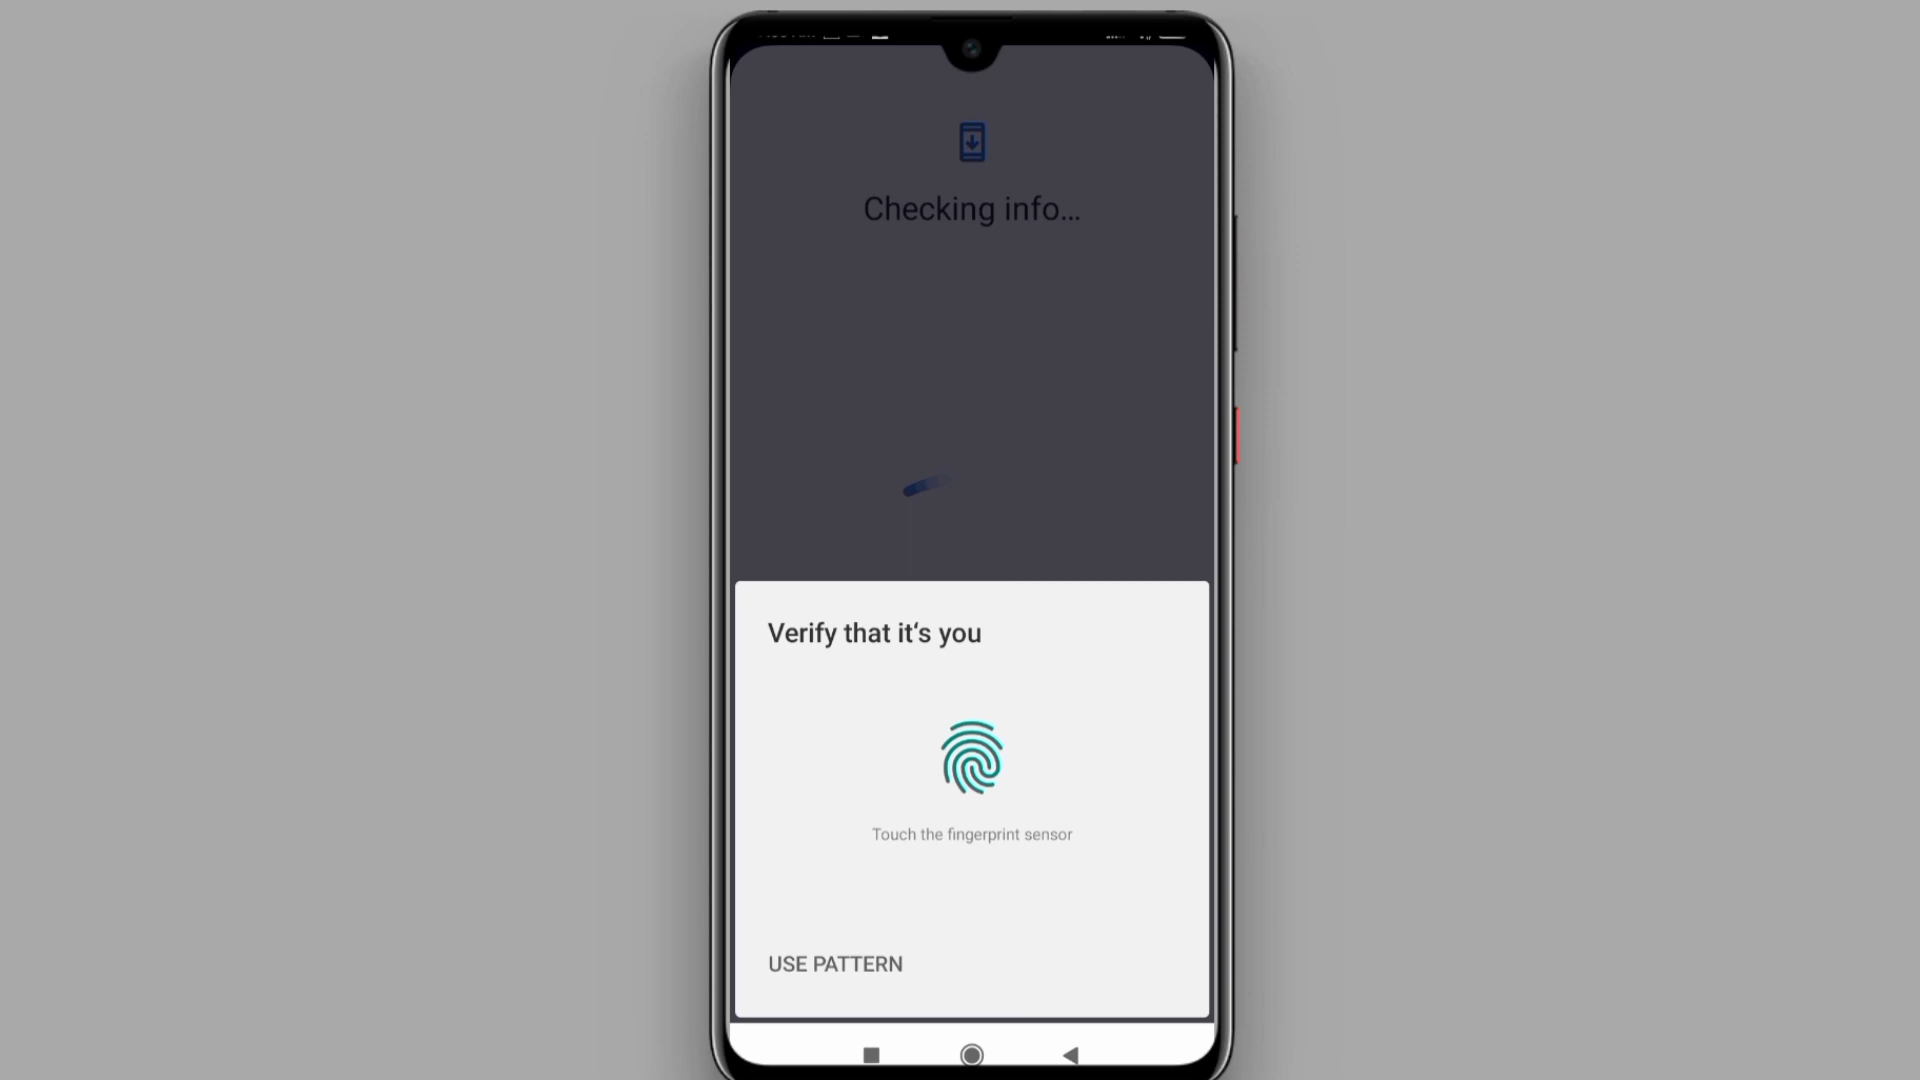 Checking info...
Verify that it‘s you
Touch the fingerprint sensor
USE PATTERN